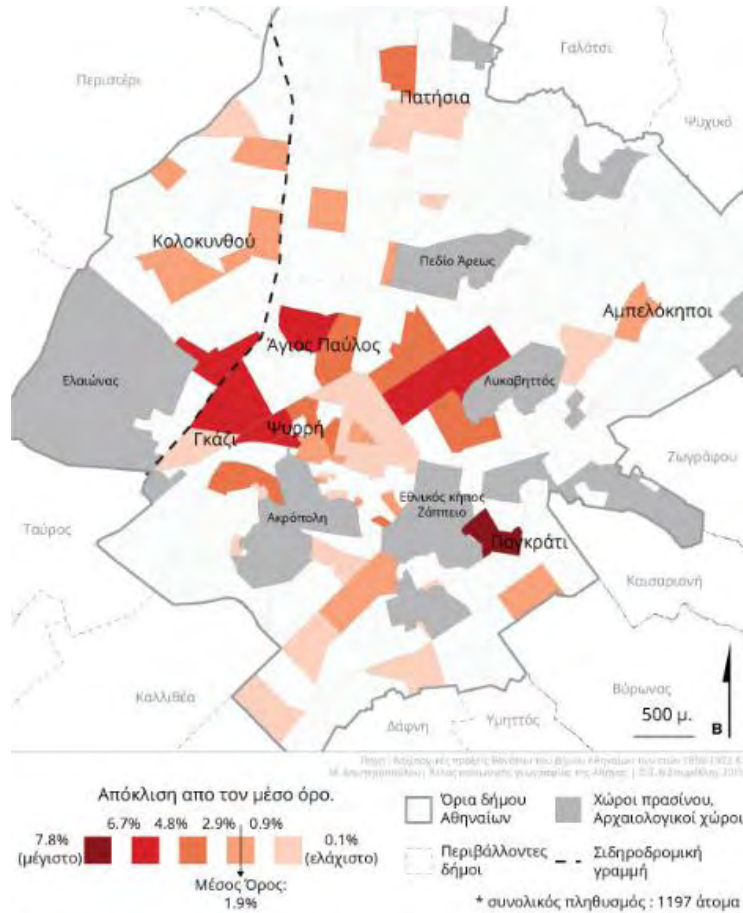 Γαλάτσι
Περιστέρι
Πατήσια
Ψυχικό
Κολοκυνθού
Πεδίο Άρεως
Αμπελόκηποι
Άγιος Παύλος
Ελαιώνας
Λυκαβηττός
Γκάζι
Ψυρρή
Ζωγράφου
Εθνικός κήπος
Ζάππειο
Ακρόπολη
Ταύρος
Παγκράτι
Καισαριανή
Καλλιθέα
Βύρωνας
Δάφνη
Υμηττός
500 μ.
Β
Απόκλιση απο τον μέσο όρο.
6.7% 4.8% 2.9% 0.9%
7.8% 0.1%
(μέγιστο) (ελάχιστο)
Μέσος Όρος:
1.9%
Όρια δήμου
Αθηναίων
Χώροι πρασίνου,
Αρχαιολογικοί χώροι
Περιβάλλοντες
δήμοι
Σιδηροδρομική
γραμμή
* συνολικός πληθυσμός : 1197 άτομα